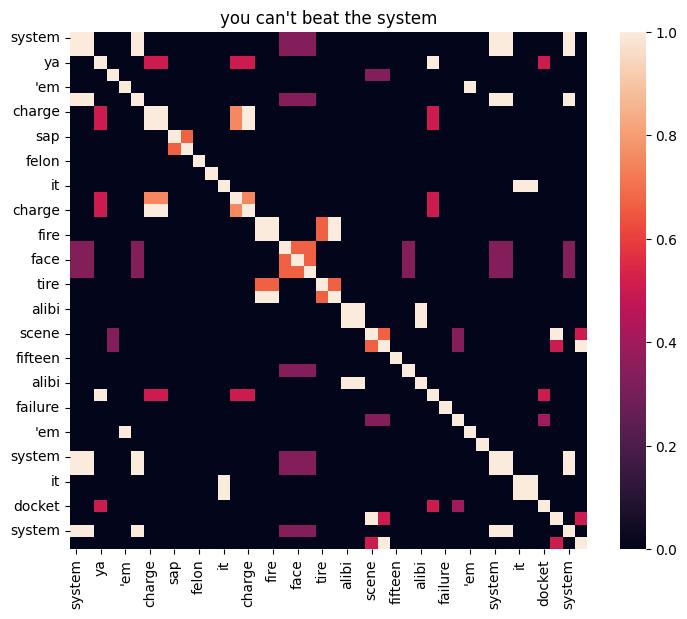 you can't beat the system
system
ya
'em
charge
sap
felon
it
charge
fire
face
tire
alibi
scene
fifteen
alibi
failure
'em
system
it
docket
system
1.0
0.8
0.6
0.4
0.2
0.0
system
ya
'em
charge
sap
felon
it
charge
fire
face
tire
alibi
scene
fifteen
alibi
failure
'em
system
it
docket
system